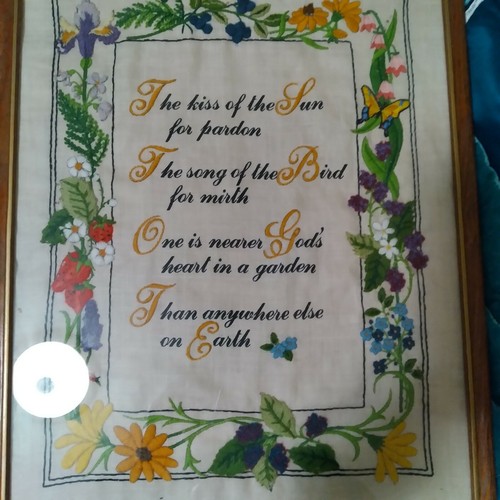 The kiss of the Sun
for pardon
The song of the Bird
for mirth
One is nearer God's
heart in a garden
Than anywhere else
on Earth